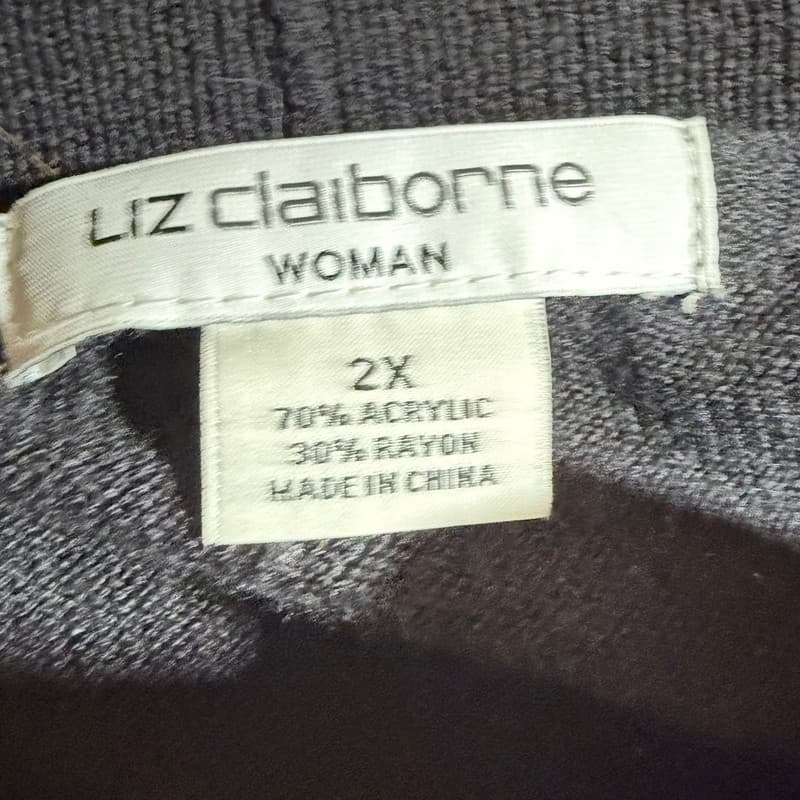 Liz claiborne
WOMAN
2X
70% ACRYLIC
30% RAYON
MADE IN CHINA